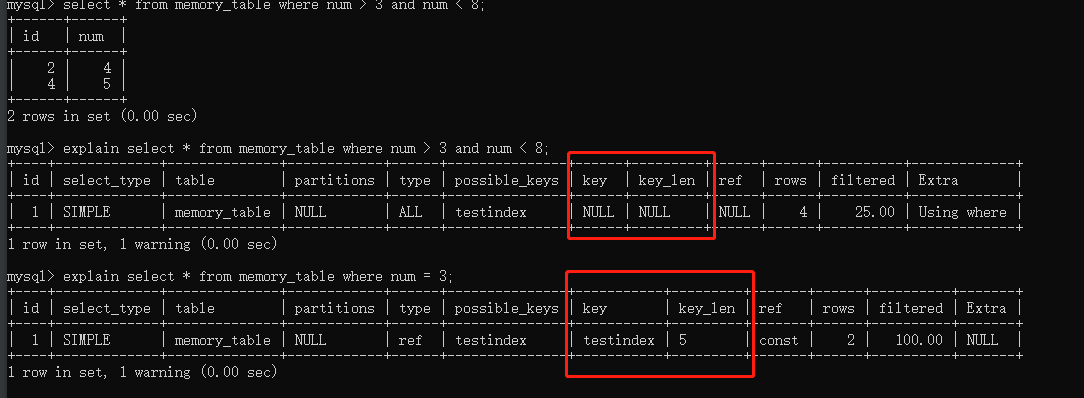 mysql> select * from memory_table where num > 3 and num < 8;
+------+------+
| id   | num  |
+------+------+
|    2 |    4 |
|    4 |    5 |
+------+------+
2 rows in set (0.00 sec)
mysql> explain select * from memory_table where num > 3 and num < 8;
+----+-------------+--------------+------------+------+---------------+------+---------+------+------+----------+-------------+
| id | select_type | table        | partitions | type | possible_keys | key  | key_len | ref  | rows | filtered | Extra       |
+----+-------------+--------------+------------+------+---------------+------+---------+------+------+----------+-------------+
|  1 | SIMPLE      | memory_table | NULL       | ALL  | testindex     | NULL | NULL    | NULL |    4 |    25.00 | Using where |
+----+-------------+--------------+------------+------+---------------+------+---------+------+------+----------+-------------+
1 row in set, 1 warning (0.00 sec)
mysql> explain select * from memory_table where num = 3;
+----+-------------+--------------+------------+------+---------------+-----------+---------+-------+------+----------+-------+
| id | select_type | table        | partitions | type | possible_keys | key       | key_len | ref   | rows | filtered | Extra |
+----+-------------+--------------+------------+------+---------------+-----------+---------+-------+------+----------+-------+
|  1 | SIMPLE      | memory_table | NULL       | ref  | testindex     | testindex | 5       | const |    2 |   100.00 | NULL  |
+----+-------------+--------------+------------+------+---------------+-----------+---------+-------+------+----------+-------+
1 row in set, 1 warning (0.00 sec)